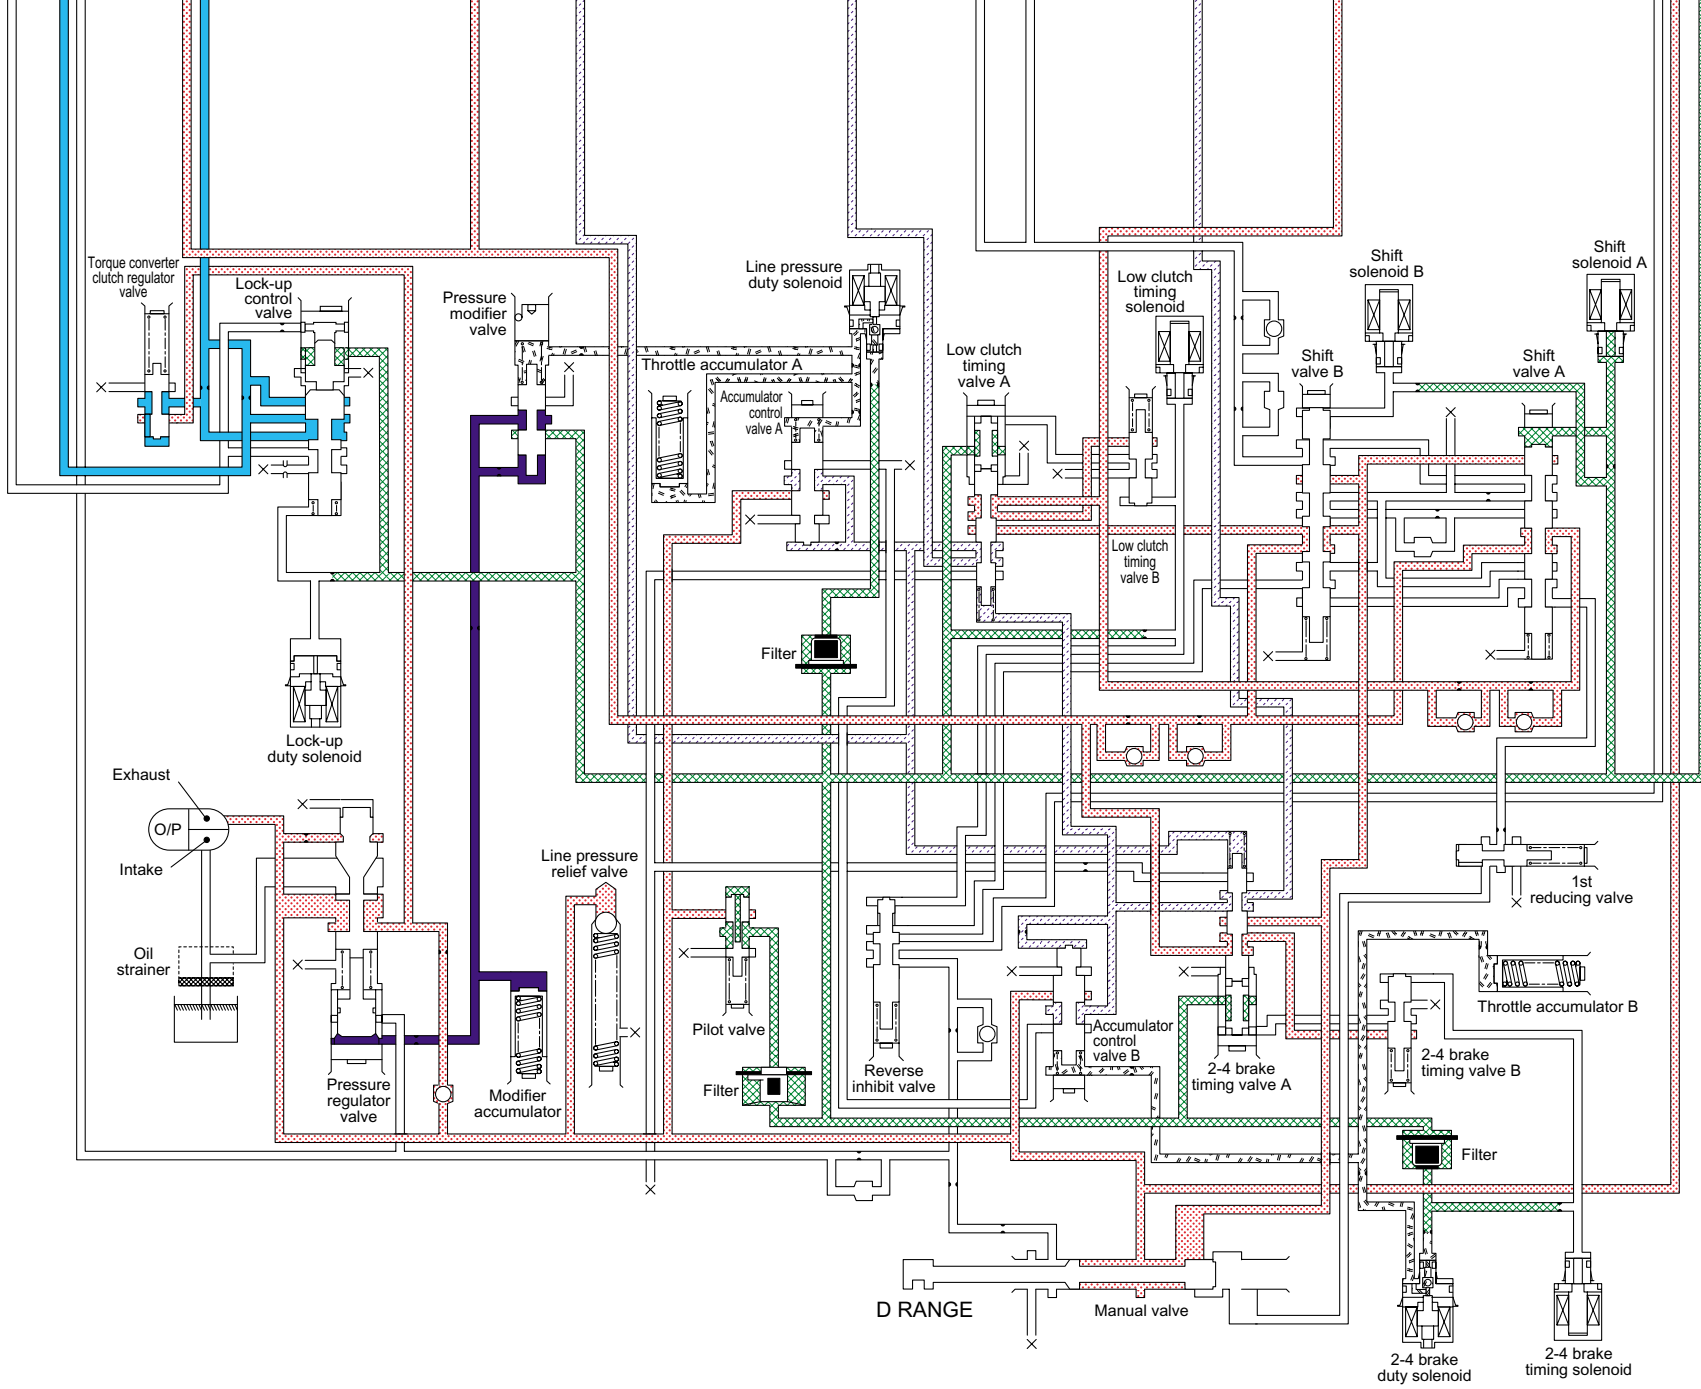 Torque converter
clutch regulator
valve
Lock-up
control
valve
Pressure
modifier
valve
Line pressure
duty solenoid
Throttle accumulator A
Accumulator
control
valve A
Low clutch
timing
valve A
Low clutch
timing
solenoid
Shift
solenoid B
Shift
solenoid A
Shift
valve B
Shift
valve A
Low clutch
timing
valve B
Filter
Lock-up
duty solenoid
Exhaust
O/P
Intake
Oil
strainer
Line pressure
relief valve
1st
reducing valve
Pilot valve
Throttle accumulator B
Accumulator
control
valve B
Reverse
inhibit valve
2-4 brake
timing valve A
2-4 brake
timing valve B
Pressure
regulator
valve
Modifier
accumulator
Filter
Filter
D RANGE
Manual valve
2-4 brake
duty solenoid
2-4 brake
timing solenoid